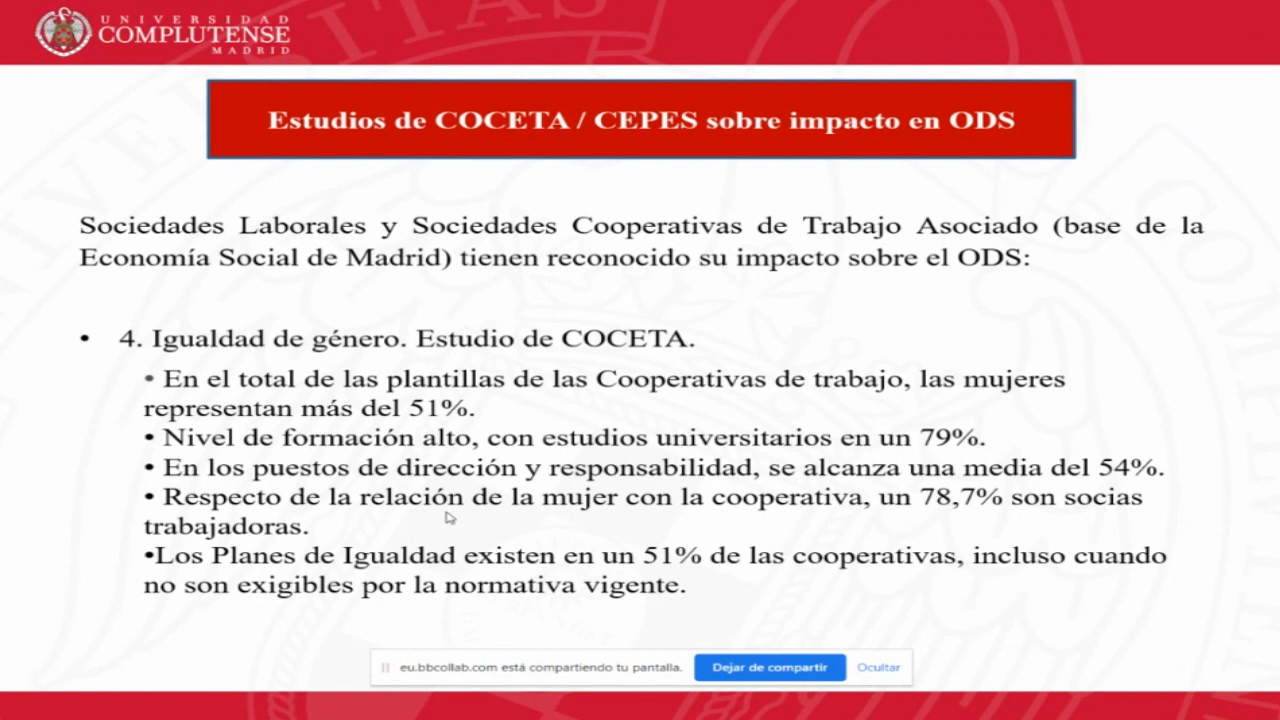 UNIVERSIDAD
COMPLUTENSE
MADRID
Estudios de COCETA / CEPES sobre impacto en ODS
Sociedades Laborales y Sociedades Cooperativas de Trabajo Asociado (base de la
Economía Social de Madrid) tienen reconocido su impacto sobre el ODS:
• 4. Igualdad de género. Estudio de COCETA.
• En el total de las plantillas de las Cooperativas de trabajo, las mujeres
representan más del 51%.
• Nivel de formación alto, con estudios universitarios en un 79%.
• En los puestos de dirección y responsabilidad, se alcanza una media del 54%.
• Respecto de la relación de la mujer con la cooperativa, un 78,7% son socias
trabajadoras.
•Los Planes de Igualdad existen en un 51% de las cooperativas, incluso cuando
no son exigibles por la normativa vigente.
eu.bbcollab.com está compartiendo tu pantalla. Dejar de compartir Ocultar